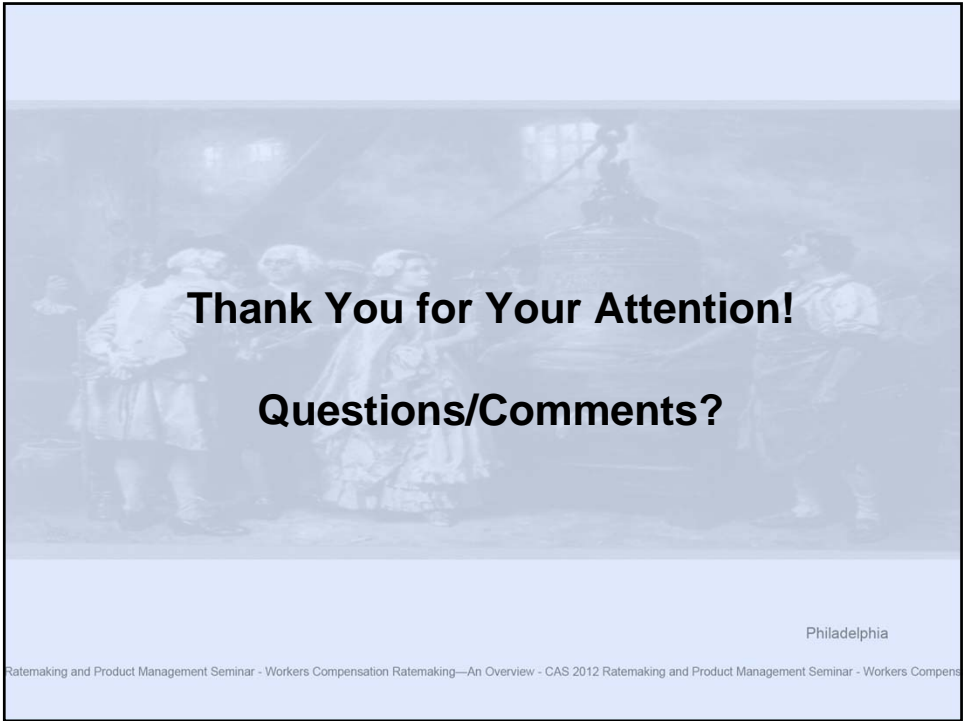 Thank You for Your Attention!
Questions/Comments?
Philadelphia
Ratemaking and Product Management Seminar - Workers Compensation Ratemaking—An Overview - CAS 2012 Ratemaking and Product Management Seminar - Workers Compens